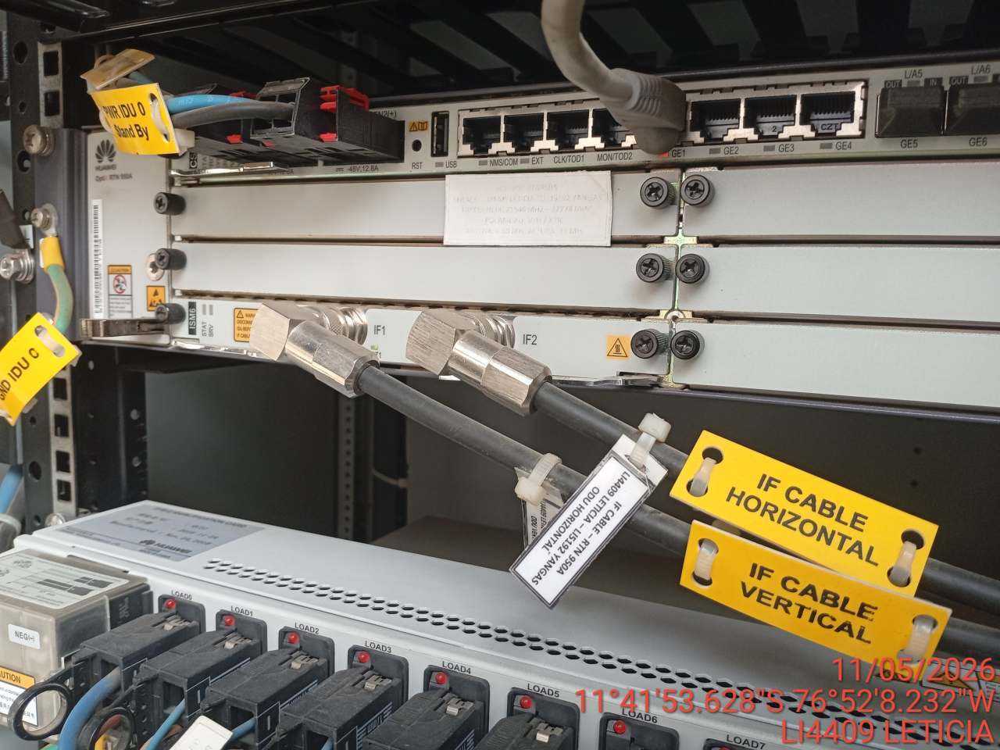 PWR IDU 0
Stand By
HUAWEI
OptiX RTN 950A
-48V;12.8A
RST
USB
NMS/COM
EXT
CLK/TOD1
MON/TOD2
GE1
GE2
GE3
GE4
2
L/A5
OUT
IN
L/A6
OUT
GE5
GE6
CAUTION
ISM6
STAT
SRV
WARNING
IF1
IF2
GND IDU
IF CABLE - RTN 950A
LI4409 LETICIA - LI5192 YANGAS
ODU HORIZONTAL
IF CABLE
HORIZONTAL
IF CABLE
VERTICAL
HUAWEI
NEG(-)
LOAD0
LOAD1
LOAD2
LOAD3
LOAD4
LOAD5
LOAD6
LOAD7
11/05/2026
11°41'53.628"S 76°52'8.232"W
LI4409 LETICIA